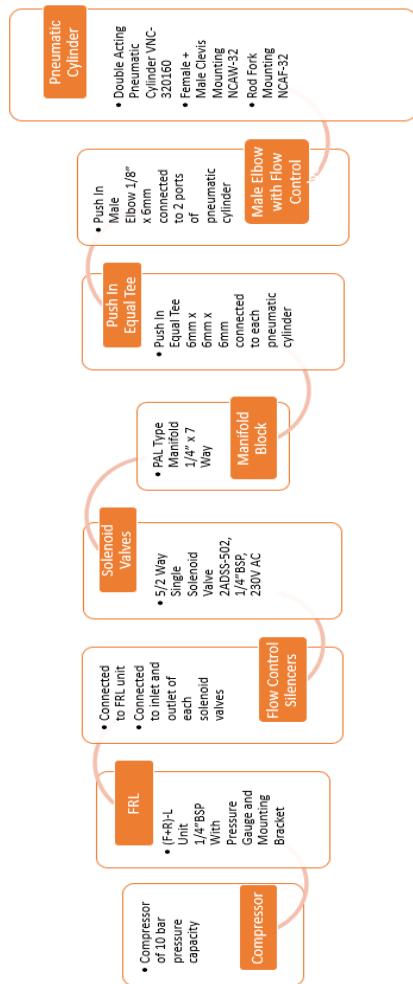 Compressor
• Compressor
of 10 bar
pressure
capacity
FRL
• (F+R)-L
Unit
1/4"BSP
With
Pressure
Gauge and
Mounting
Bracket
Flow Control
Silencers
• Connected
to FRL unit
• Connected
to inlet and
outlet of
each
solenoid
valves
Solenoid
Valves
• 5/2 Way
Single
Solenoid
Valve
2ADSS-502,
1/4"BSP,
230V AC
Manifold
Block
• PAL Type
Manifold
1/4" x 7
Way
Push In
Equal Tee
• Push In
Equal Tee
6mm x
6mm x
6mm
connected
to each
pneumatic
cylinder
Male Elbow
with Flow
Control
• Push In
Male
Elbow 1/8"
x 6mm
connected
to 2 ports
of
pneumatic
cylinder
Pneumatic
Cylinder
• Double Acting
Pneumatic
Cylinder VNC-
320160
• Female +
Male Clevis
Mounting
NCAW-32
• Rod Fork
Mounting
NCAF-32